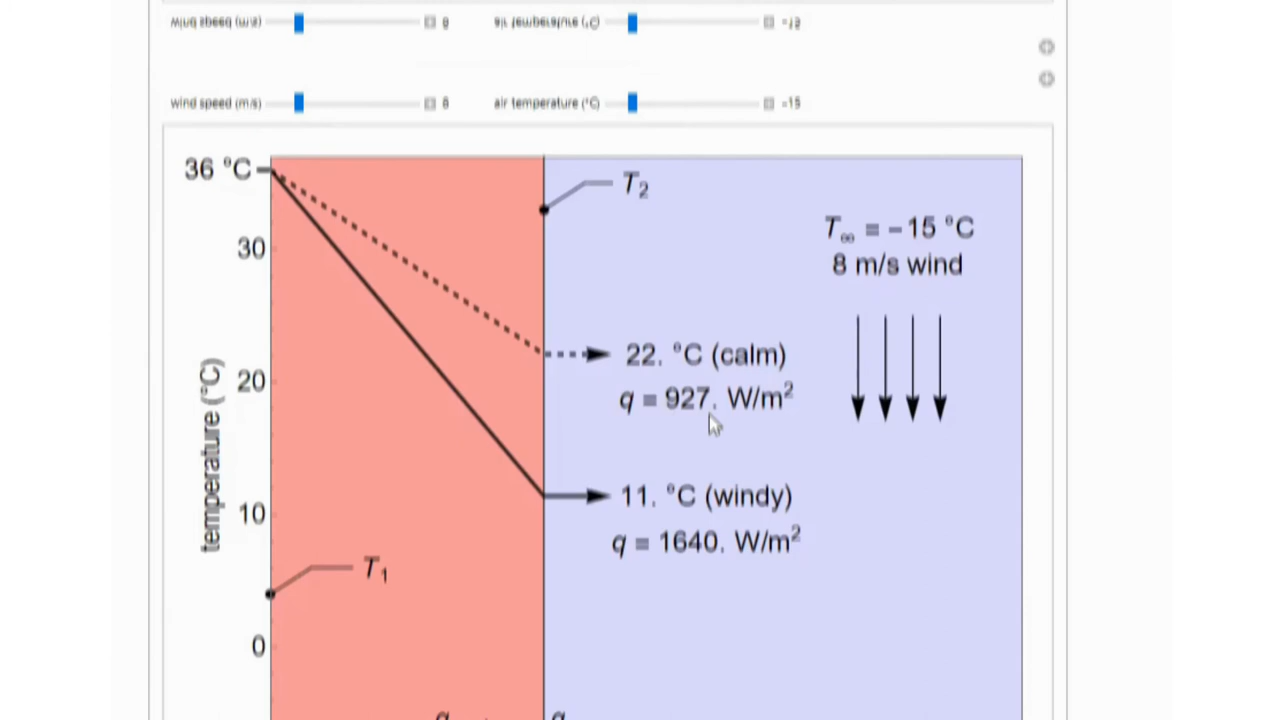 wind speed (m/s) 8 air temperature (°C) -15
36 °C
T2
T∞ = -15 °C
8 m/s wind
30
22. °C (calm)
20
q = 927. W/m²
temperature (°C)
11. °C (windy)
10
q = 1640. W/m²
T1
0
q q